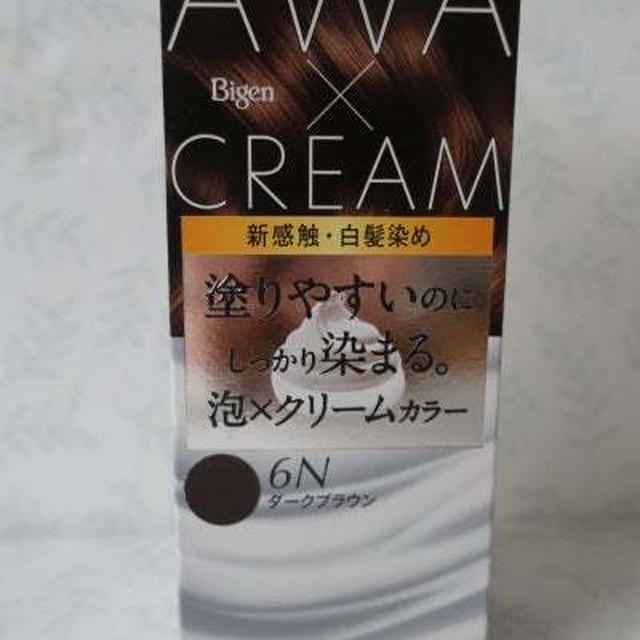 AWA
Bigen
×
CREAM
新感触・白髪染め
塗りやすいのに
しっかり染まる。
泡×クリームカラー
6N
ダークブラウン